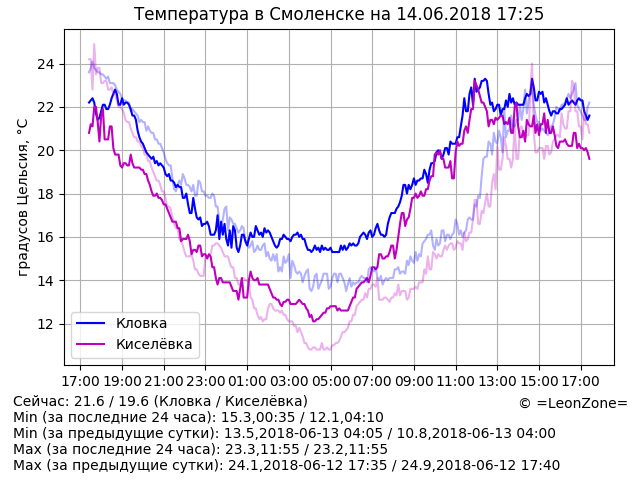 Температура в Смоленске на 14.06.2018 17:25
градусов Цельсия, °C
24
22
20
18
16
14
12
Кловка
Киселёвка
17:00 19:00 21:00 23:00 01:00 03:00 05:00 07:00 09:00 11:00 13:00 15:00 17:00
Сейчас: 21.6 / 19.6 (Кловка / Киселёвка)
© =LeonZone=
Min (за последние 24 часа): 15.3,00:35 / 12.1,04:10
Min (за предыдущие сутки): 13.5,2018-06-13 04:05 / 10.8,2018-06-13 04:00
Max (за последние 24 часа): 23.3,11:55 / 23.2,11:55
Max (за предыдущие сутки): 24.1,2018-06-12 17:35 / 24.9,2018-06-12 17:40